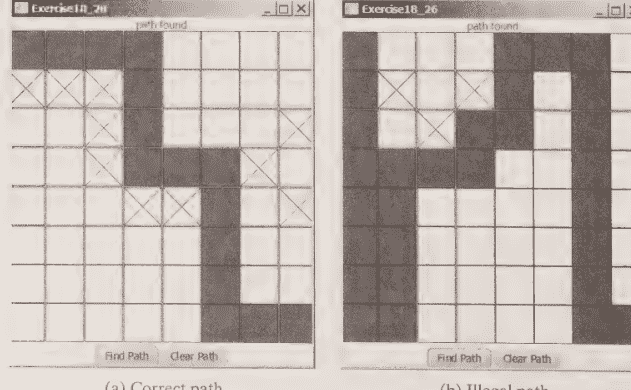 Exercise18_26
path found
Find Path Clear Path
(a) Correct path
Exercise18_26
path found
Find Path Clear Path
(b) Illegal path